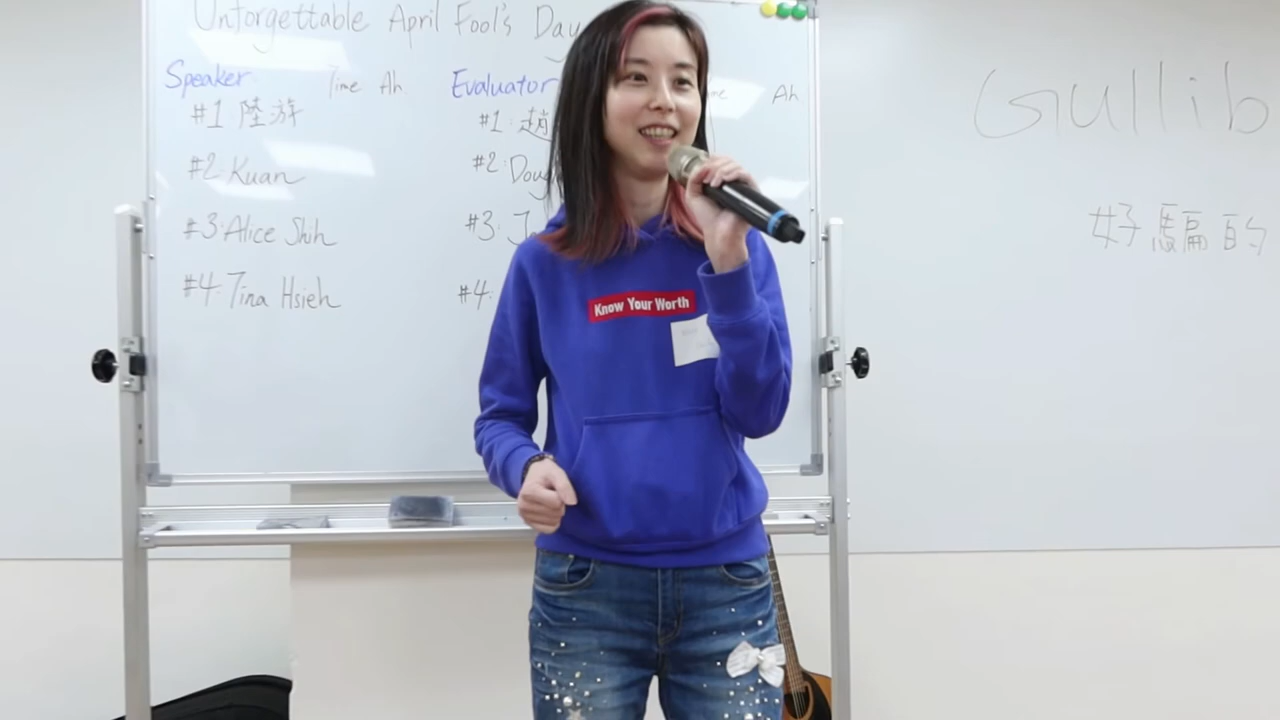 Unforgettable April Fool's Day
Speaker Time Ah
Evaluator Ah
#1 陸游
#1: 趙
#2 Kuan
#2:
#3 Alice Shih
#3:
#4: Tina Hsieh
#4:
Know Your Worth
Gullib
好騙的